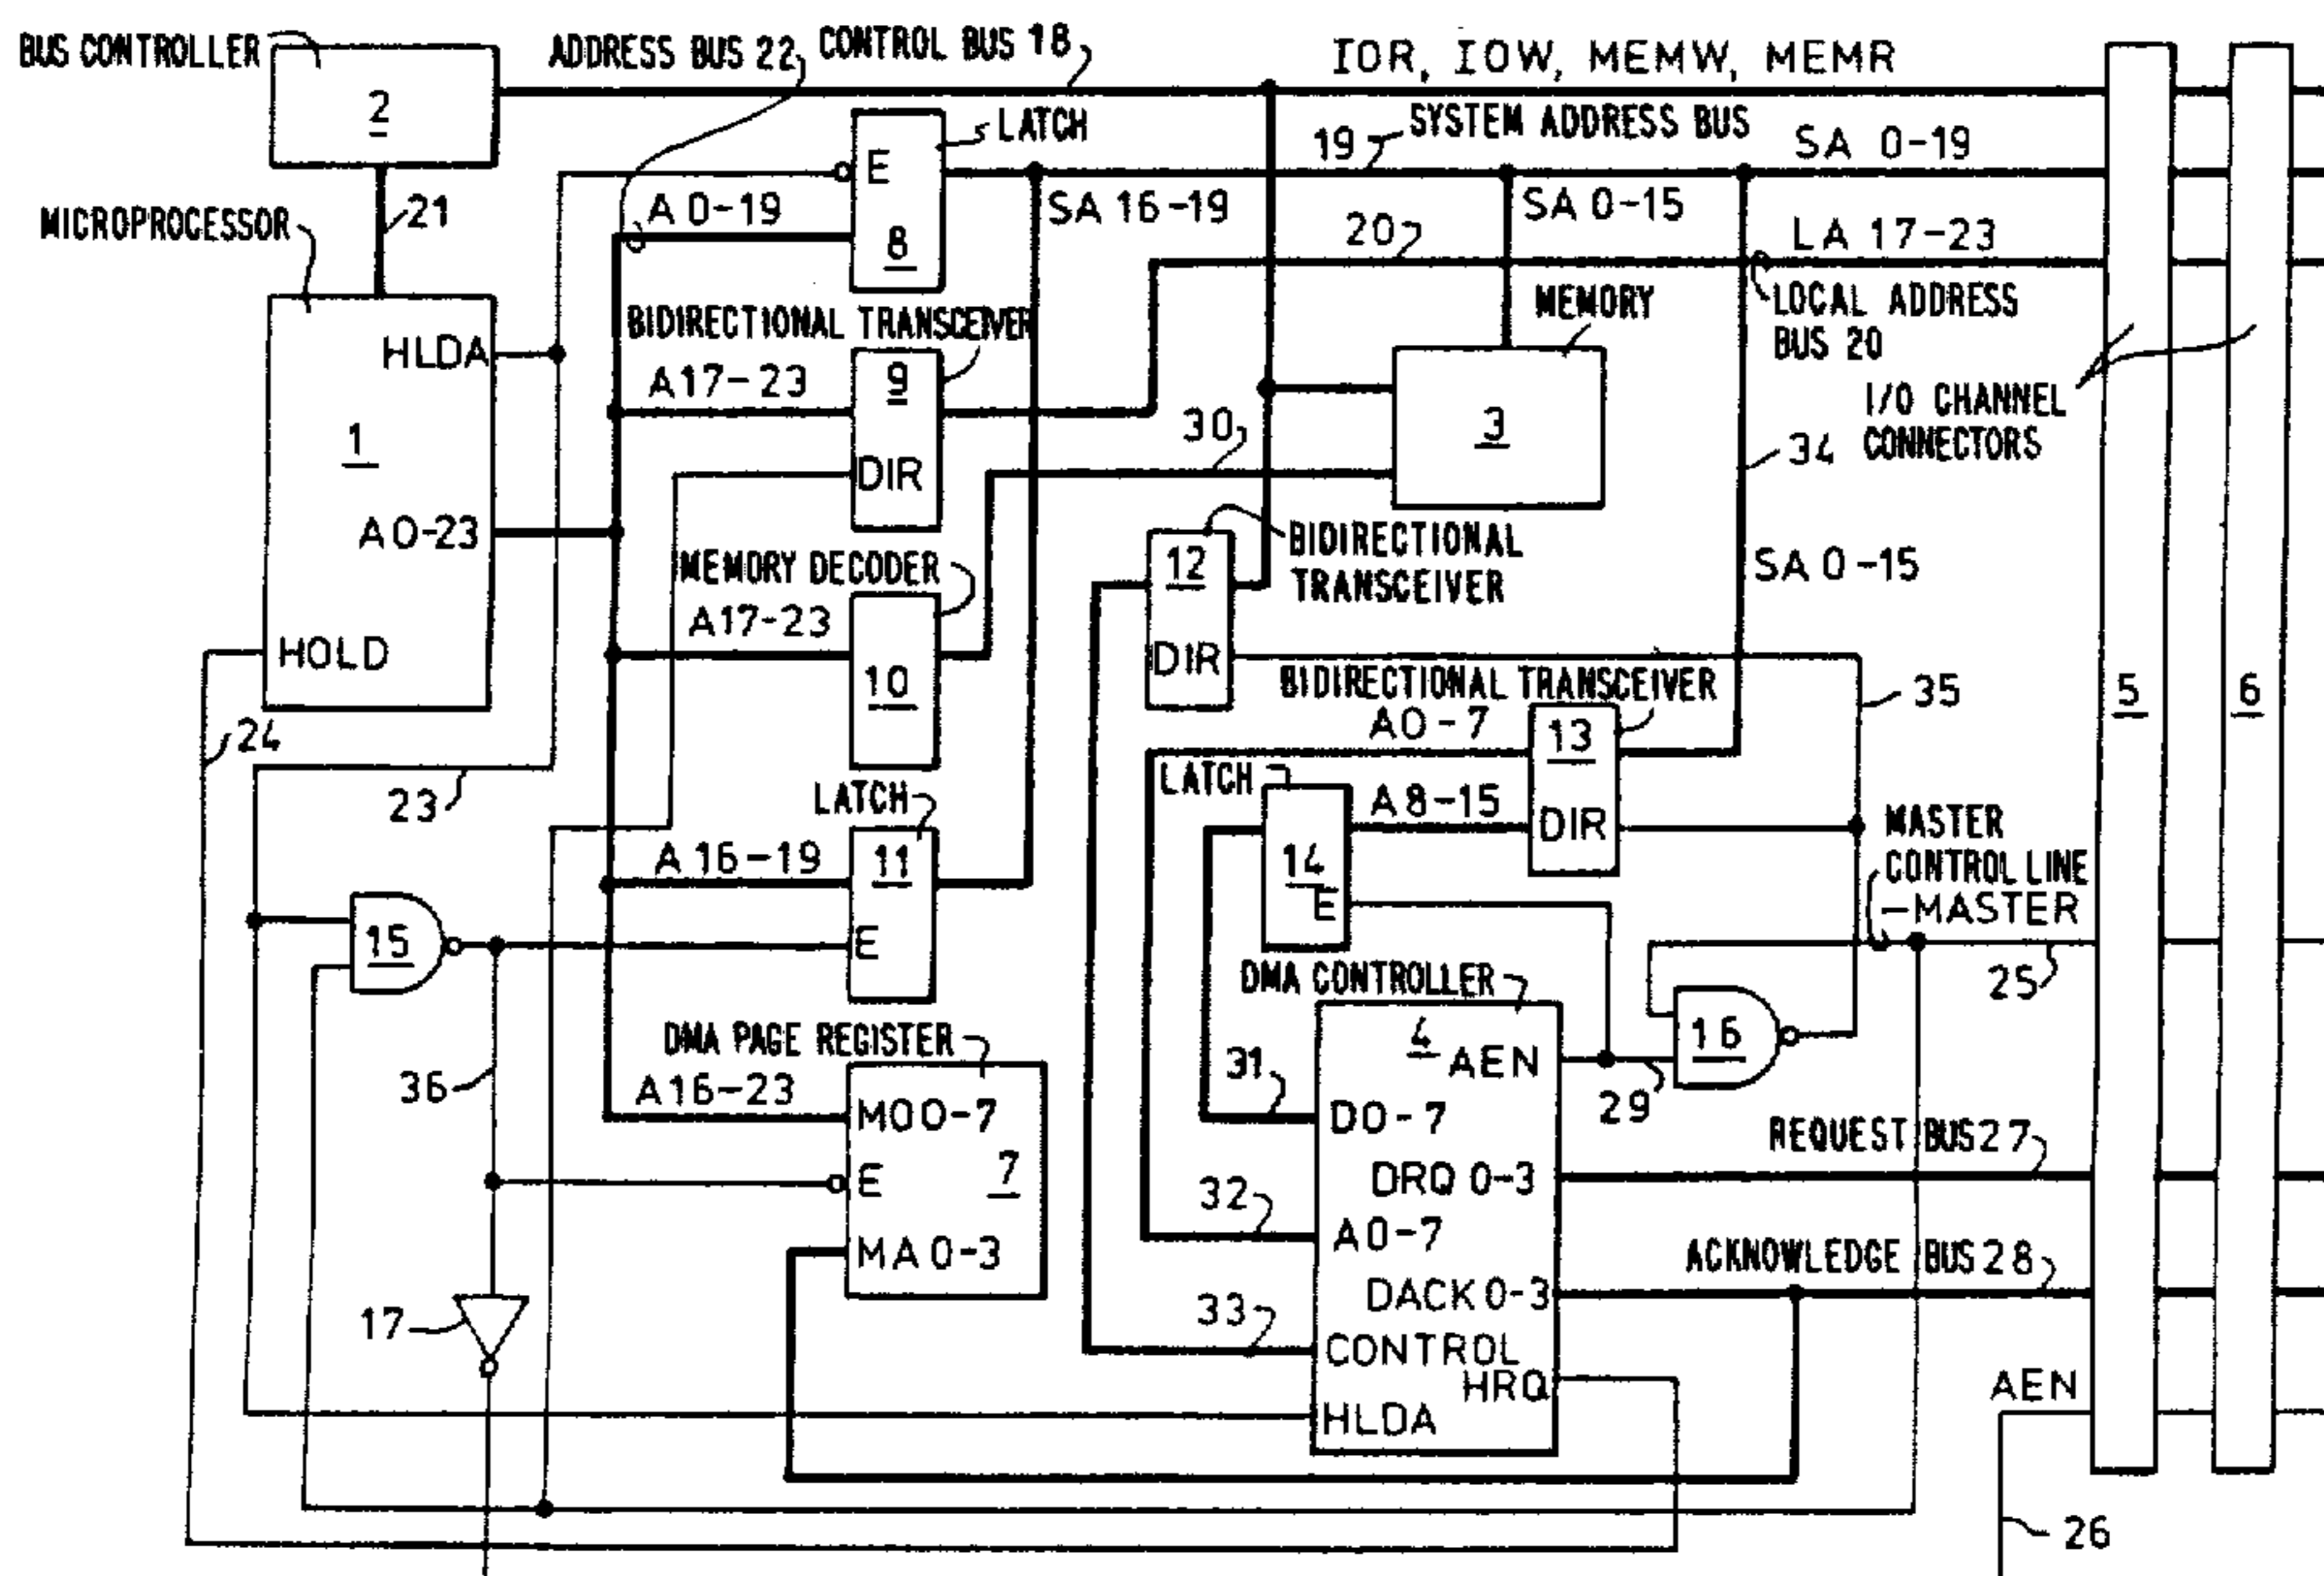 BUS CONTROLLER
2
ADDRESS BUS 22
CONTROL BUS 18
IOR, IOW, MEMW, MEMR
LATCH
19
SYSTEM ADDRESS BUS
SA 0-19
E
A 0-19
8
SA 16-19
SA 0-15
21
MICROPROCESSOR
20
LA 17-23
LOCAL ADDRESS
BUS 20
BIDIRECTIONAL TRANSCEIVER
MEMORY
HLDA
A17-23
9
DIR
30
3
I/O CHANNEL
CONNECTORS
34
1
A0-23
MEMORY DECODER
A17-23
10
12
DIR
BIDIRECTIONAL
TRANSCEIVER
SA 0-15
HOLD
BIDIRECTIONAL TRANSCEIVER
35
5
6
24
23
A0-7
13
DIR
LATCH
A8-15
14
E
LATCH
A 16-19
11
E
MASTER
CONTROL LINE
-MASTER
25
15
DMA CONTROLLER
4
AEN
16
29
36
DMA PAGE REGISTER
A16-23
MO0-7
E
7
MA 0-3
31
D0-7
REQUEST BUS 27
DRQ 0-3
32
A0-7
ACKNOWLEDGE BUS 28
DACK 0-3
17
33
CONTROL
HRQ
HLDA
AEN
26